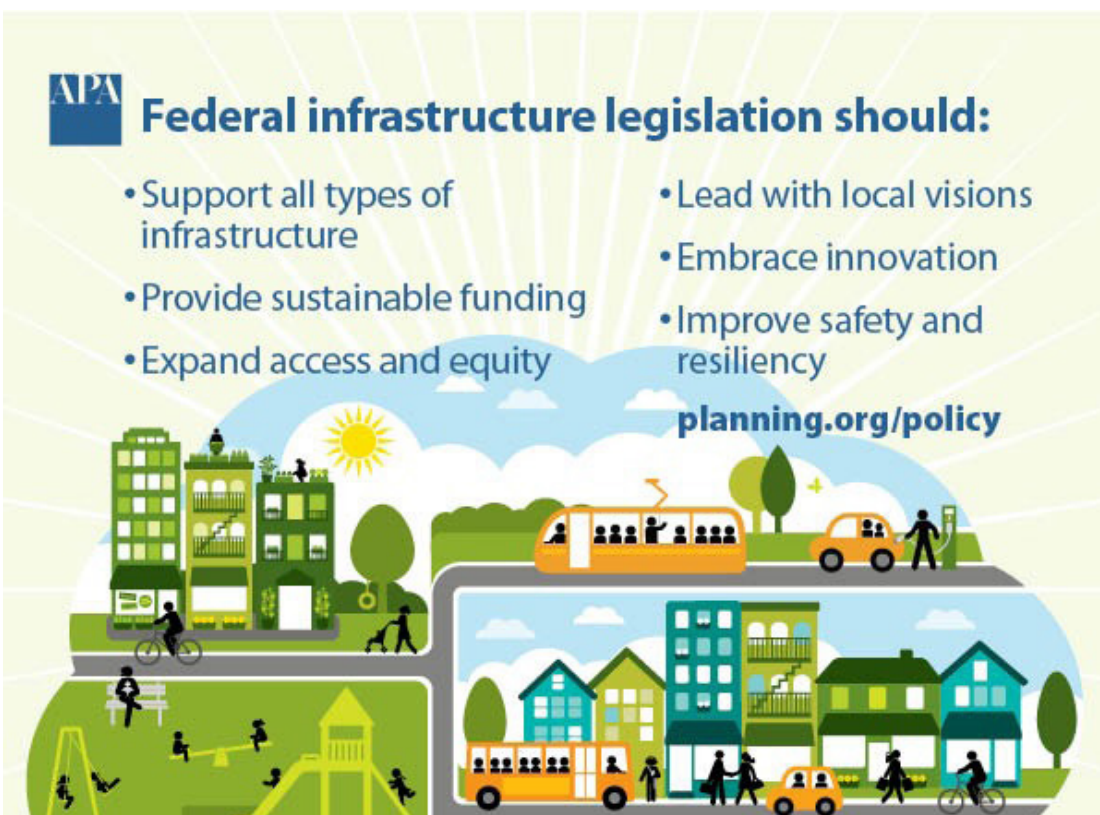 APA
Federal infrastructure legislation should:
• Support all types of
infrastructure
• Provide sustainable funding
• Expand access and equity
• Lead with local visions
• Embrace innovation
• Improve safety and
resiliency
planning.org/policy